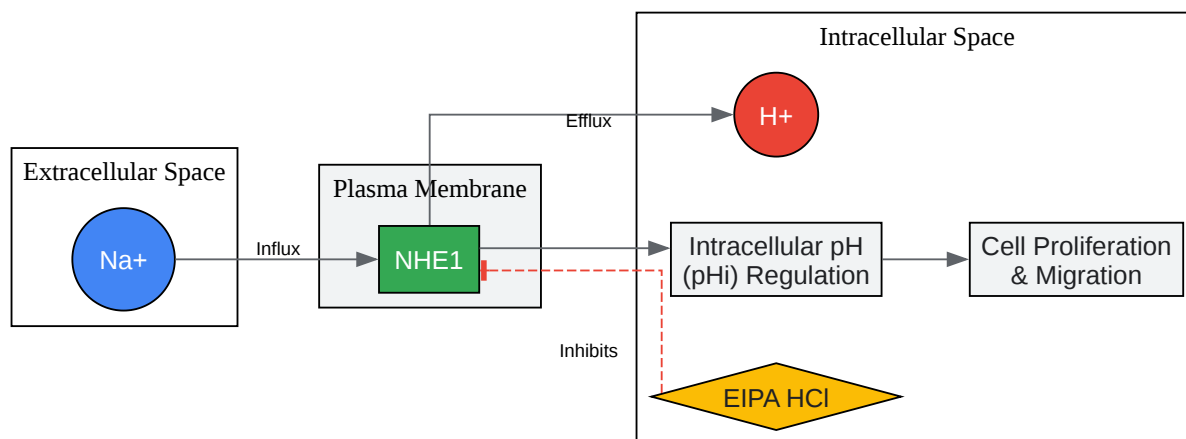 Intracellular Space
H+
Efflux
Extracellular Space
Na+
Influx
Plasma Membrane
NHE1
Intracellular pH
(pHi) Regulation
Cell Proliferation
& Migration
Inhibits
EIPA HCl